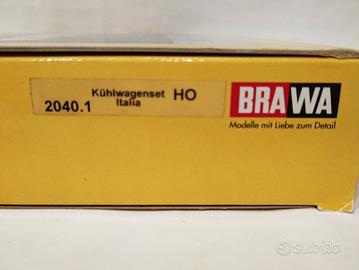 Kühlwagenset HO
2040.1 Italia
BRAWA
Modelle mit Liebe zum Detail
subito